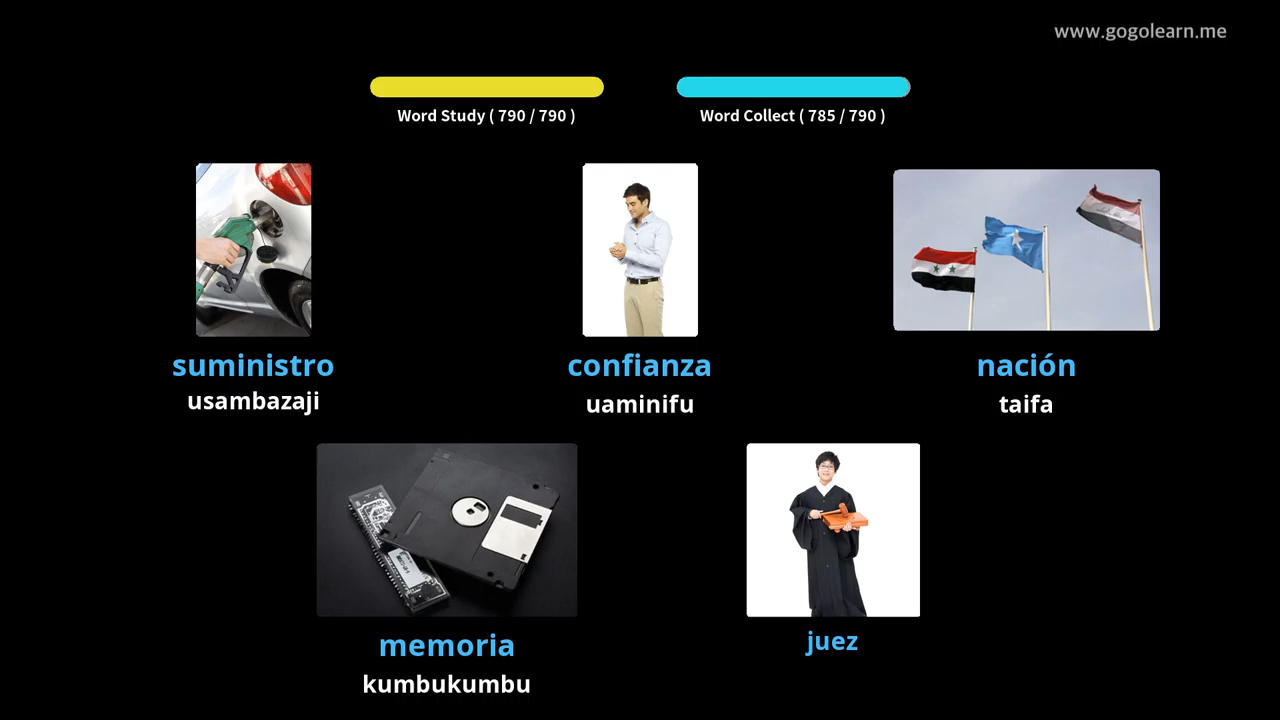 www.gogolearn.me
Word Study ( 790 / 790 )
Word Collect ( 785 / 790 )
suministro
usambazaji
confianza
uaminifu
nación
taifa
memoria
kumbukumbu
juez